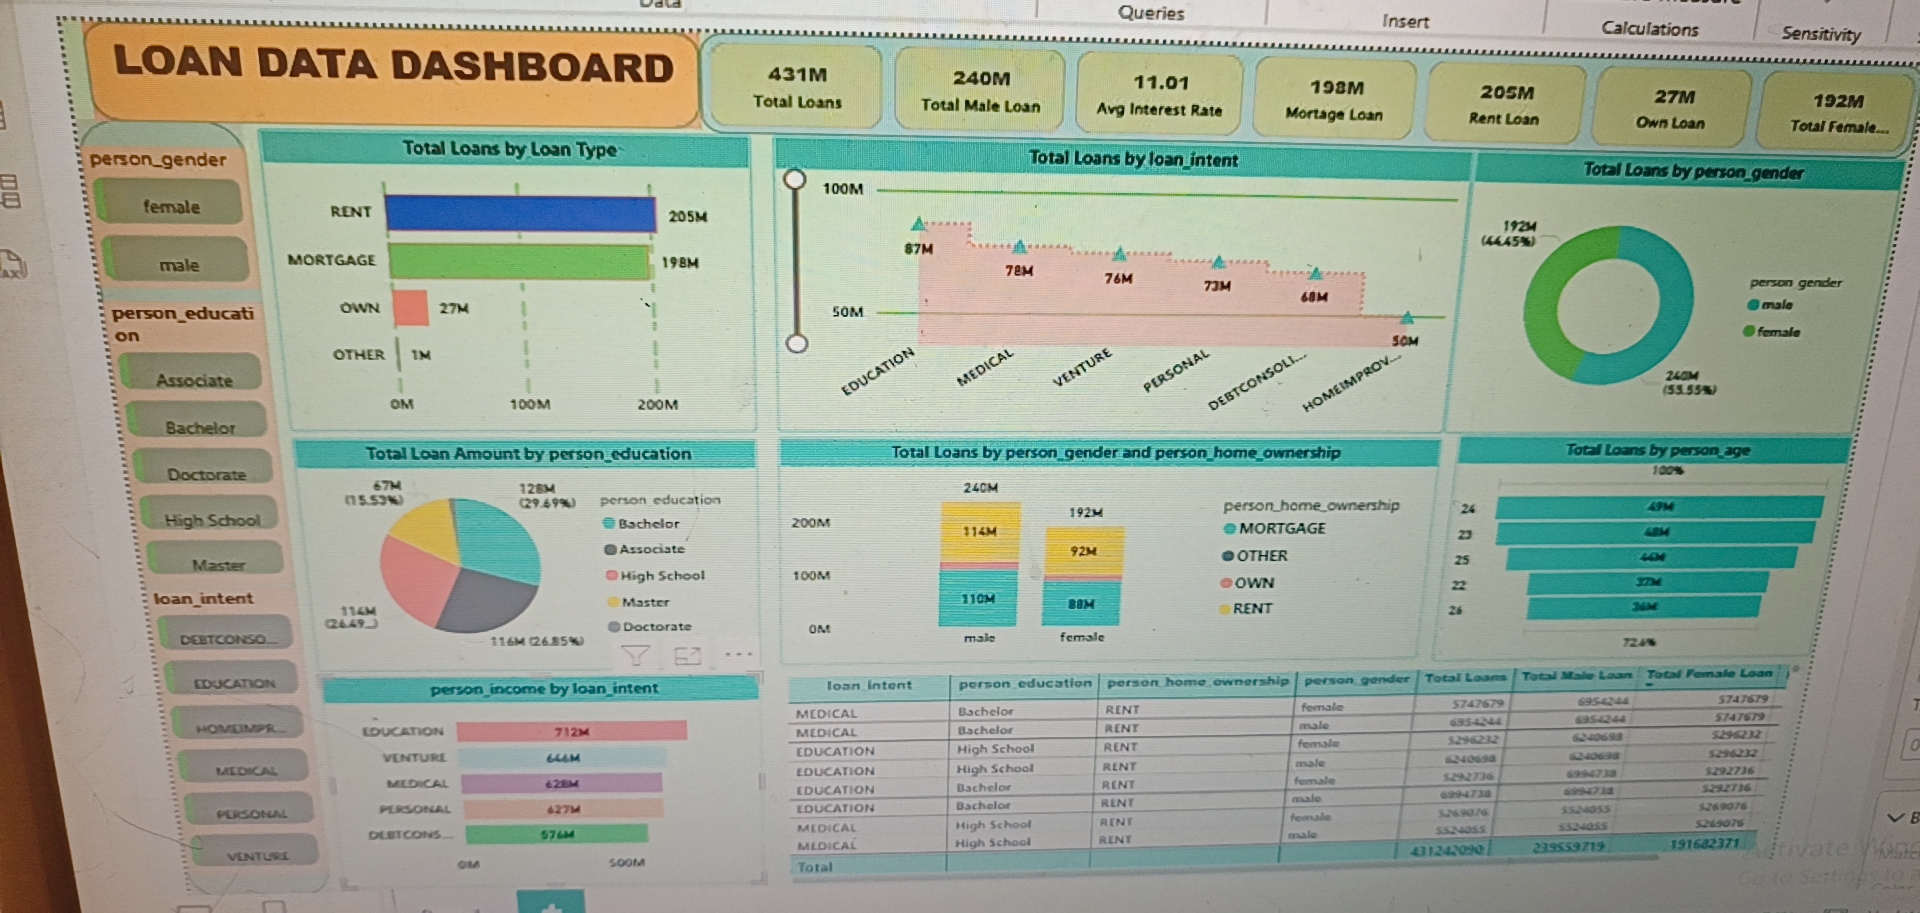 Data
Queries
Insert
Calculations
Sensitivity
LOAN DATA DASHBOARD
431M
Total Loans
240M
Total Male Loan
11.01
Avg Interest Rate
198M
Mortage Loan
205M
Rent Loan
27M
Own Loan
192M
Total Female...
person_gender
female
male
person_educati
on
Associate
Bachelor
Doctorate
High School
Master
loan_intent
DEBTCONSO...
EDUCATION
HOMEIMPR...
MEDICAL
PERSONAL
VENTURE
Total Loans by Loan Type
RENT
205M
MORTGAGE
198M
OWN
27M
OTHER
1M
0M
100M
200M
Total Loans by loan_intent
100M
50M
87M
78M
76M
73M
68M
50M
EDUCATION
MEDICAL
VENTURE
PERSONAL
DEBTCONSOLI...
HOMEIMPROV...
Total Loans by person_gender
192M
(44.45%)
person gender
male
female
240M
(55.55%)
Total Loan Amount by person_education
67M
(15.53%)
128M
(29.69%)
114M
(26.49...)
116M (26.85%)
person education
Bachelor
Associate
High School
Master
Doctorate
Total Loans by person_gender and person_home_ownership
200M
100M
0M
240M
114M
110M
male
192M
92M
88M
female
person_home_ownership
MORTGAGE
OTHER
OWN
RENT
Total Loans by person_age
100%
24
49M
23
48M
25
44M
22
37M
26
36M
72.6%
person_income by loan_intent
EDUCATION
712M
VENTURE
646M
MEDICAL
628M
PERSONAL
627M
DEBTCONS...
576M
0M
500M
loan_intent person_education person_home_ownership person_gender Total Loans Total Male Loan Total Female Loan
MEDICAL Bachelor RENT female 5747679 6954244 5747679
MEDICAL Bachelor RENT male 6954244 6954244 5747679
EDUCATION High School RENT female 5296232 6240698 5296232
EDUCATION High School RENT male 6240698 6240698 5296232
EDUCATION Bachelor RENT female 5292736 6994738 5292736
EDUCATION Bachelor RENT male 6994738 6994738 5292736
MEDICAL High School RENT female 5269076 5524055 5269076
MEDICAL High School RENT male 5524055 5524055 5269076
Total 431242090 239559719 191682371